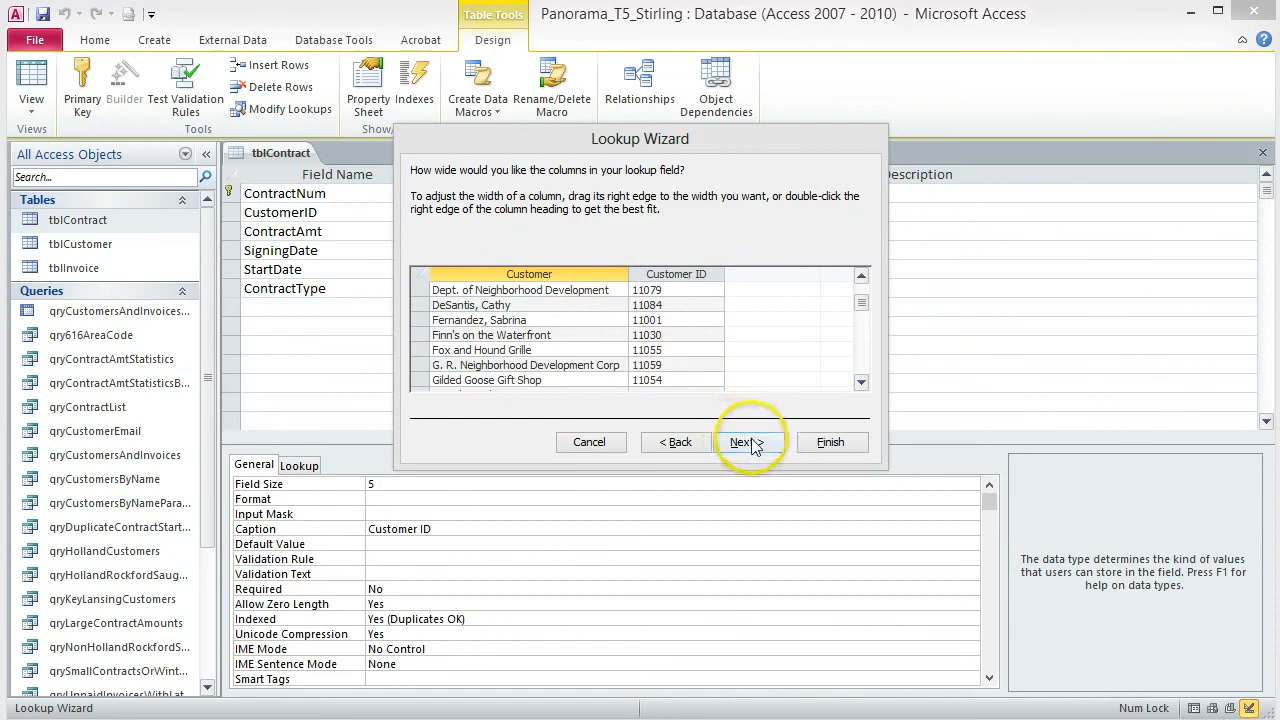 Table Tools
Panorama_T5_Stirling : Database (Access 2007 - 2010) - Microsoft Access
File
Home
Create
External Data
Database Tools
Acrobat
Design
View
Primary Key
Builder
Test Validation Rules
Insert Rows
Delete Rows
Modify Lookups
Property Sheet
Indexes
Create Data Macros
Rename/Delete Macro
Relationships
Object Dependencies
Views
Tools
Show/
All Access Objects
Search...
Tables
tblContract
tblCustomer
tblInvoice
Queries
qryCustomersAndInvoices...
qry616AreaCode
qryContractAmtStatistics
qryContractAmtStatisticsB...
qryContractList
qryCustomerEmail
qryCustomersAndInvoices
qryCustomersByName
qryCustomersByNamePara...
qryDuplicateContractStart...
qryHollandCustomers
qryHollandRockfordSaug...
qryKeyLansingCustomers
qryLargeContractAmounts
qryNonHollandRockfordS...
qrySmallContractsOrWint...
qryUnpaidInvoicesWithLat...
tblContract
Field Name
Description
ContractNum
CustomerID
ContractAmt
SigningDate
StartDate
ContractType
Lookup Wizard
How wide would you like the columns in your lookup field?
To adjust the width of a column, drag its right edge to the width you want, or double-click the
right edge of the column heading to get the best fit.
Customer Customer ID
Dept. of Neighborhood Development 11079
DeSantis, Cathy 11084
Fernandez, Sabrina 11001
Finn's on the Waterfront 11030
Fox and Hound Grille 11055
G. R. Neighborhood Development Corp 11059
Gilded Goose Gift Shop 11054
Cancel
< Back
Next >
Finish
General
Lookup
Field Size 5
Format
Input Mask
Caption Customer ID
Default Value
Validation Rule
Validation Text
Required No
Allow Zero Length Yes
Indexed Yes (Duplicates OK)
Unicode Compression Yes
IME Mode No Control
IME Sentence Mode None
Smart Tags
The data type determines the kind of values
that users can store in the field. Press F1 for
help on data types.
Lookup Wizard
Num Lock